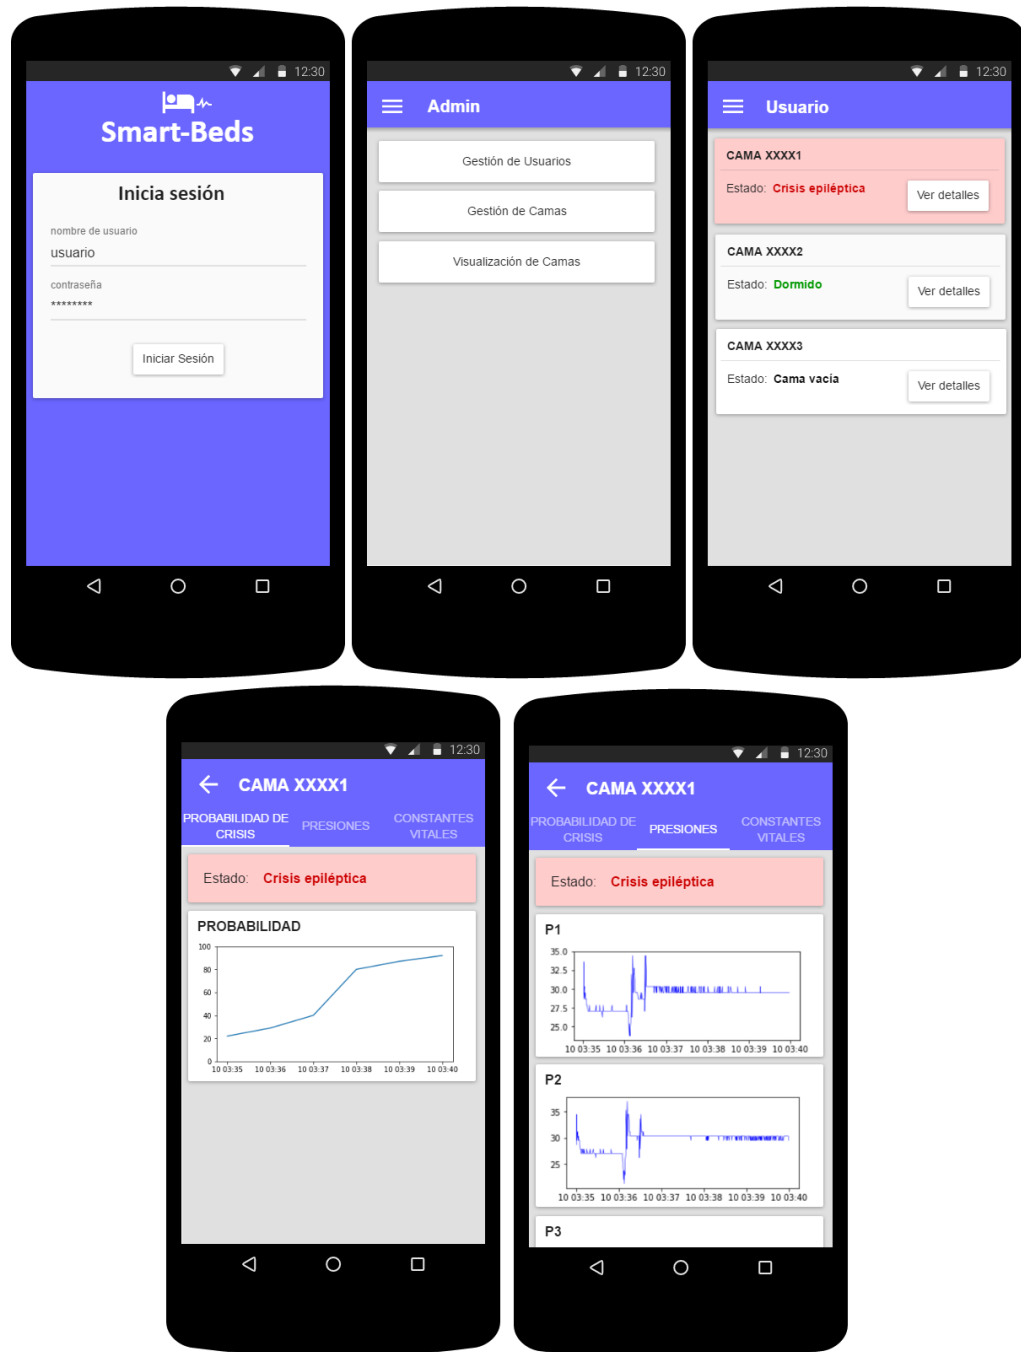 12:30
Smart-Beds
Inicia sesión
nombre de usuario
usuario
contraseña
********
Iniciar Sesión
12:30
Admin
Gestión de Usuarios
Gestión de Camas
Visualización de Camas
12:30
Usuario
CAMA XXXX1
Estado: Crisis epiléptica
Ver detalles
CAMA XXXX2
Estado: Dormido
Ver detalles
CAMA XXXX3
Estado: Cama vacía
Ver detalles
12:30
CAMA XXXX1
PROBABILIDAD DE
CRISIS
PRESIONES
CONSTANTES
VITALES
Estado: Crisis epiléptica
PROBABILIDAD
100
80
60
40
20
0
10 03:35 10 03:36 10 03:37 10 03:38 10 03:39 10 03:40
12:30
CAMA XXXX1
PROBABILIDAD DE
CRISIS
PRESIONES
CONSTANTES
VITALES
Estado: Crisis epiléptica
P1
35.0
32.5
30.0
27.5
25.0
10 03:35 10 03:36 10 03:37 10 03:38 10 03:39 10 03:40
P2
35
30
25
10 03:35 10 03:36 10 03:37 10 03:38 10 03:39 10 03:40
P3